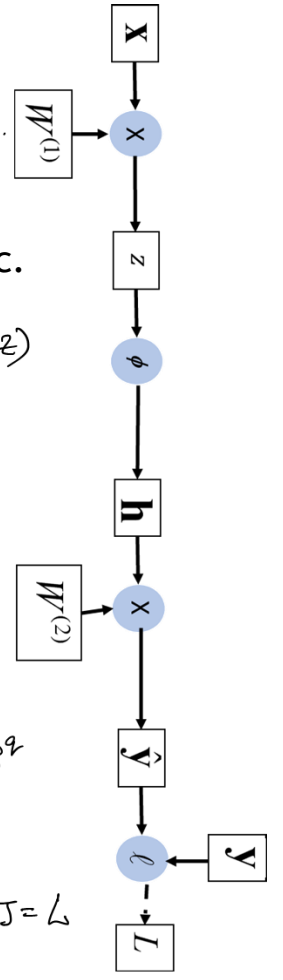 x
×
W⁽¹⁾
z
c.
z)
ϕ
h
×
W⁽²⁾
ŷ
q
y
ℓ
J = L
L